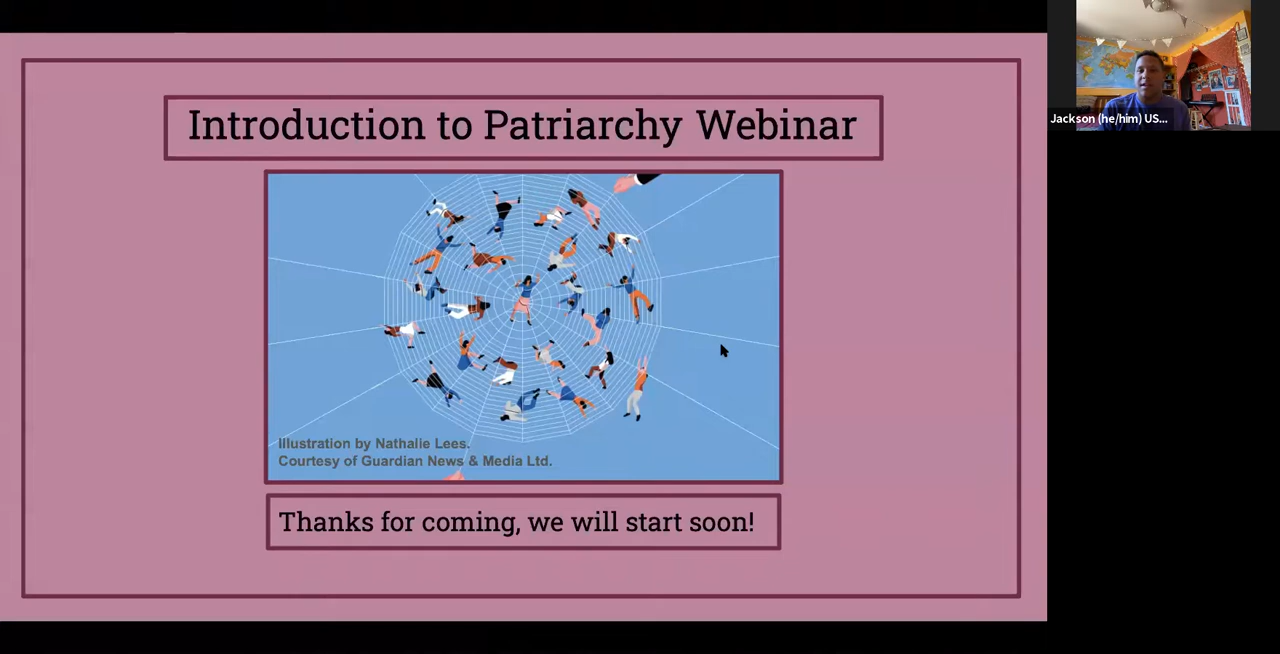 Introduction to Patriarchy Webinar
Illustration by Nathalie Lees.
Courtesy of Guardian News & Media Ltd.
Thanks for coming, we will start soon!
Jackson (he/him) US...